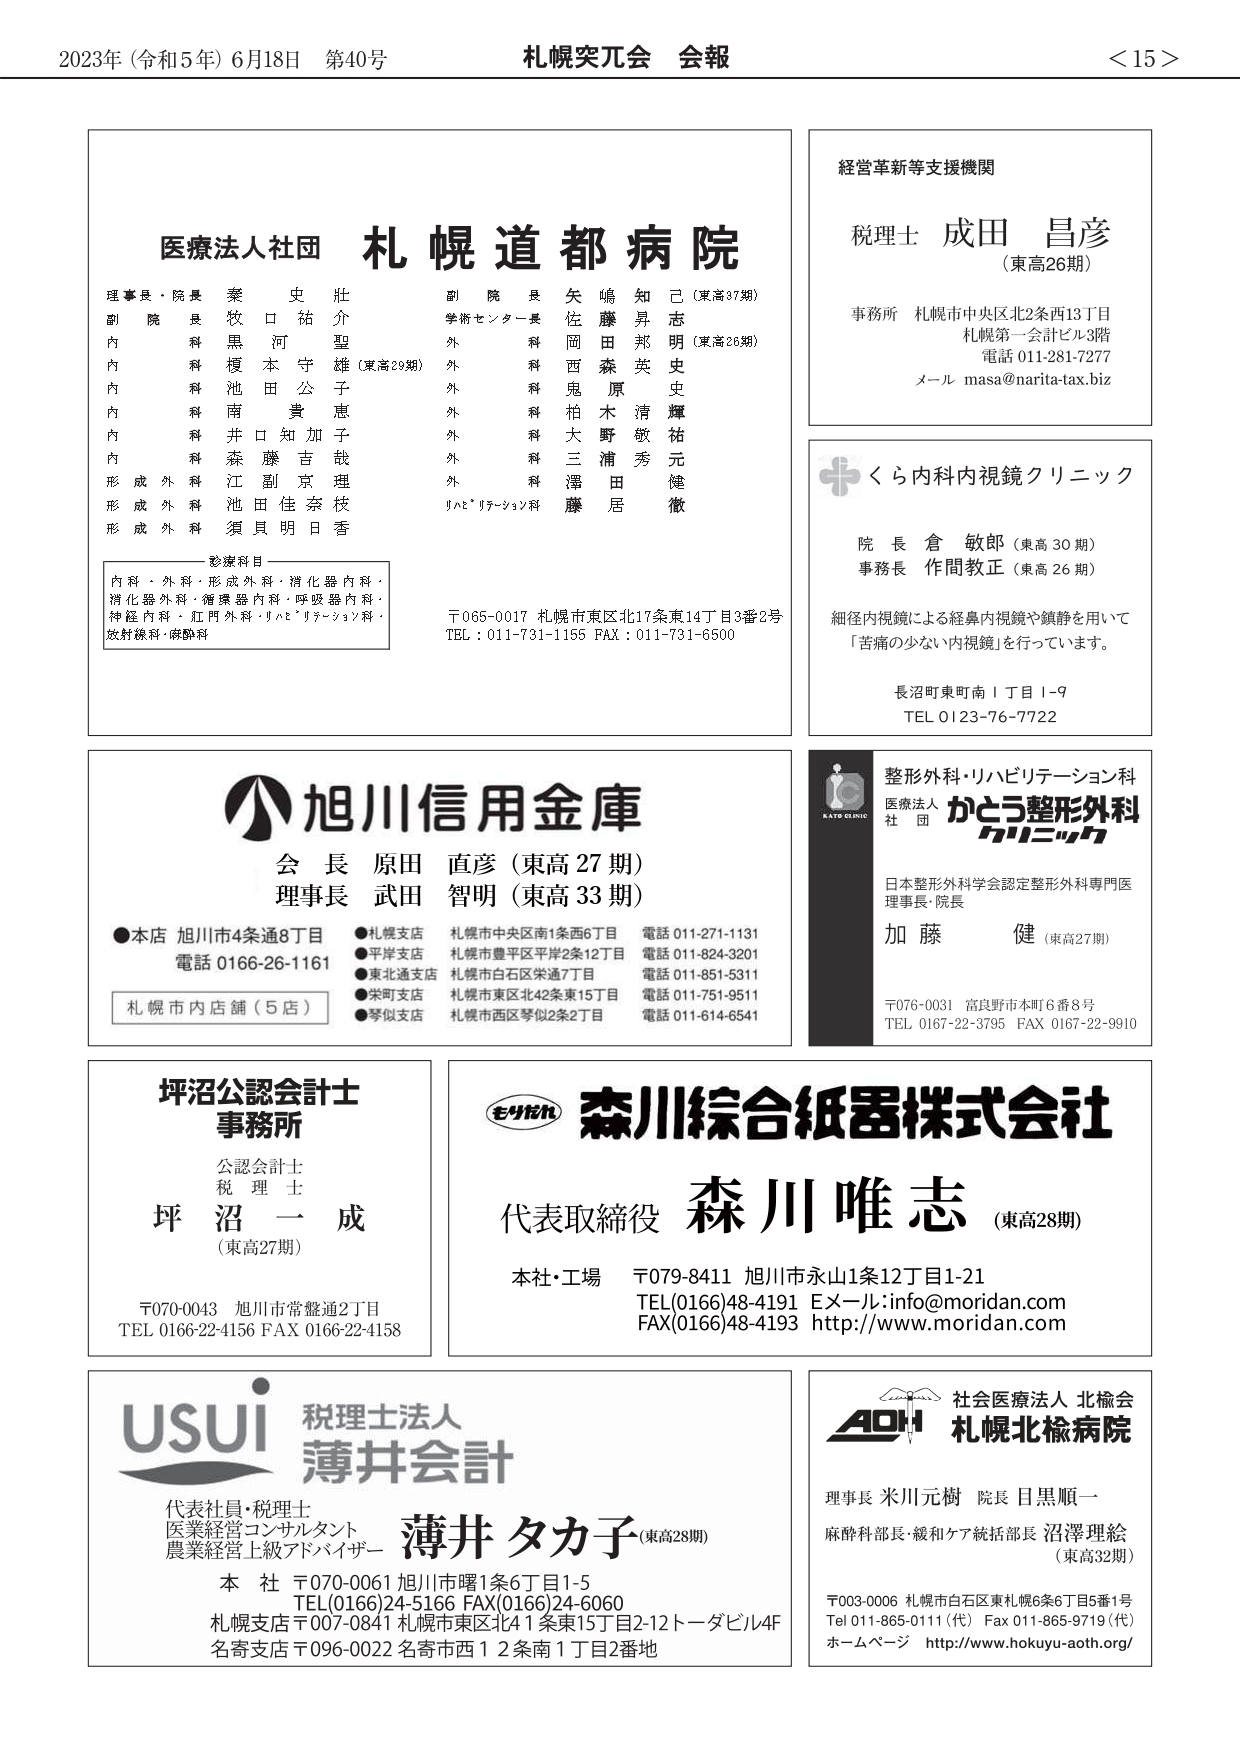 2023年（令和５年）6月18日　第40号
札幌突兀会　会報
＜15＞
医療法人社団　札幌道都病院
理事長・院長　秦史壯
副院長　牧口祐介
内科　黒河聖
内科　榎本守雄（東高29期）
内科　池田公子
内科　南貴恵
内科　井口知加子
内科　森藤吉哉
形成外科　江副京理
形成外科　池田佳奈枝
形成外科　須貝明日香
副院長　矢嶋知己（東高37期）
学術センター長　佐藤昇志
外科　岡田邦明（東高26期）
外科　西森英史
外科　鬼原史
外科　柏木清輝
外科　大野敬祐
外科　三浦秀元
外科　澤田健
ﾘﾊﾋﾞﾘﾃｰｼｮﾝ科　藤居徹
診療科目
内科・外科・形成外科・消化器内科・
消化器外科・循環器内科・呼吸器内科・
神経内科・肛門外科・ﾘﾊﾋﾞﾘﾃｰｼｮﾝ科・
放射線科・麻酔科
〒065-0017 札幌市東区北17条東14丁目3番2号
TEL：011-731-1155 FAX：011-731-6500
経営革新等支援機関
税理士　成田　昌彦
（東高26期）
事務所　札幌市中央区北2条西13丁目
札幌第一会計ビル3階
電話 011-281-7277
メール masa@narita-tax.biz
くら内科内視鏡クリニック
院　長　倉　敏郎（東高 30 期）
事務長　作間教正（東高 26 期）
細径内視鏡による経鼻内視鏡や鎮静を用いて
「苦痛の少ない内視鏡」を行っています。
長沼町東町南１丁目 1-9
TEL 0123-76-7722
旭川信用金庫
会　長　原田　直彦（東高 27 期）
理事長　武田　智明（東高 33 期）
●本店 旭川市4条通8丁目
電話 0166-26-1161
札幌市内店舗（５店）
●札幌支店　札幌市中央区南1条西6丁目　電話 011-271-1131
●平岸支店　札幌市豊平区平岸2条12丁目　電話 011-824-3201
●東北通支店　札幌市白石区栄通7丁目　電話 011-851-5311
●栄町支店　札幌市東区北42条東15丁目　電話 011-751-9511
●琴似支店　札幌市西区琴似2条2丁目　電話 011-614-6541
KATO CLINIC
整形外科・リハビリテーション科
医療法人社団　かとう整形外科
クリニック
日本整形外科学会認定整形外科専門医
理事長・院長
加藤　健（東高27期）
〒076-0031　富良野市本町６番８号
TEL 0167-22-3795 FAX 0167-22-9910
坪沼公認会計士
事務所
公認会計士
税理士
坪沼一成
（東高27期）
〒070-0043　旭川市常盤通2丁目
TEL 0166-22-4156 FAX 0166-22-4158
もりだん　森川綜合紙器株式会社
代表取締役　森川唯志（東高28期）
本社・工場　〒079-8411 旭川市永山1条12丁目1-21
TEL(0166)48-4191 Eメール：info@moridan.com
FAX(0166)48-4193 http://www.moridan.com
USUi　税理士法人
薄井会計
代表社員・税理士
医業経営コンサルタント
農業経営上級アドバイザー
薄井 タカ子（東高28期）
本　社　〒070-0061 旭川市曙1条6丁目1-5
TEL(0166)24-5166 FAX(0166)24-6060
札幌支店 〒007-0841 札幌市東区北4１条東15丁目2-12トーダビル4F
名寄支店 〒096-0022 名寄市西１２条南１丁目2番地
AOH　社会医療法人 北楡会
札幌北楡病院
理事長 米川元樹　院長 目黒順一
麻酔科部長・緩和ケア統括部長 沼澤理絵
（東高32期）
〒003-0006 札幌市白石区東札幌6条6丁目5番1号
Tel 011-865-0111（代） Fax 011-865-9719（代）
ホームページ　http://www.hokuyu-aoth.org/